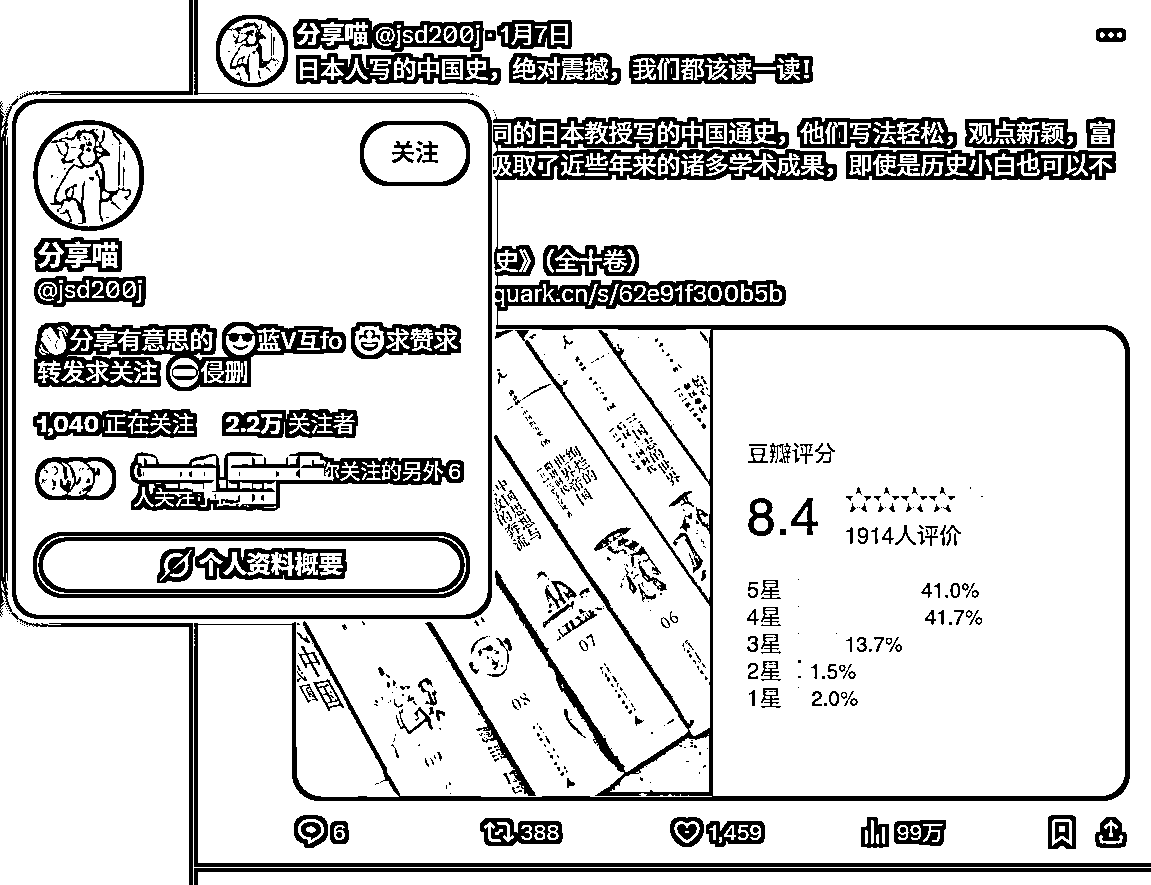 分享喵 @jsd200j · 1月7日
日本人写的中国史，绝对震撼，我们都该读一读！
同的日本教授写的中国通史，他们写法轻松，观点新颖，富
吸取了近些年来的诸多学术成果，即使是历史小白也可以不
史》（全十卷）
quark.cn/s/62e91f300b5b
关注
分享喵
@jsd200j
👋分享有意思的 😎蓝V互fo 🤩求赞求
转发求关注 ⛔侵删
1,040 正在关注 2.2万 关注者
你关注的另外 6
人关注了
个人资料概要
中国
08
07
06
豆瓣评分
8.4
1914人评价
5星 41.0%
4星 41.7%
3星 13.7%
2星 1.5%
1星 2.0%
6 388 1,459 99万